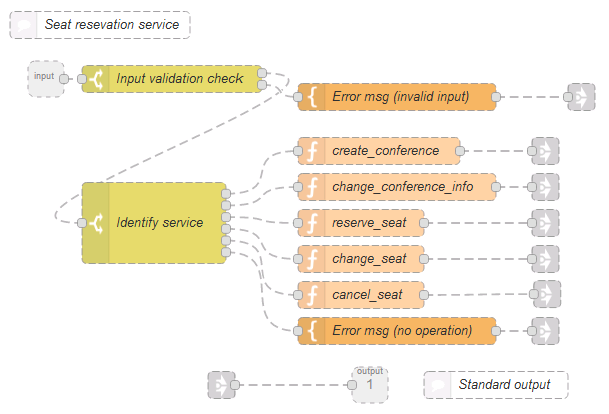 Seat resevation service
input
Input validation check
Error msg (invalid input)
create_conference
change_conference_info
Identify service
reserve_seat
change_seat
cancel_seat
Error msg (no operation)
output
1
Standard output